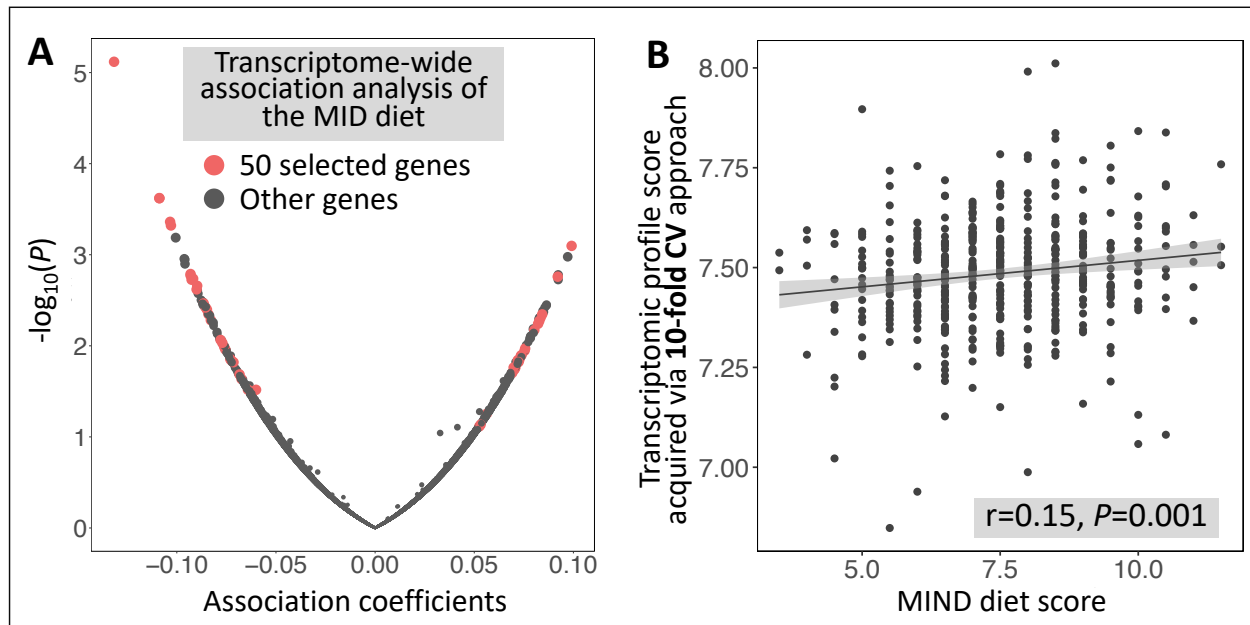 A
Transcriptome-wide
association analysis of
the MID diet
50 selected genes
Other genes
-log10(P)
5
4
3
2
1
0
−0.10
−0.05
0.00
0.05
0.10
Association coefficients
B
Transcriptomic profile score
acquired via 10-fold CV approach
8.00
7.75
7.50
7.25
7.00
r=0.15, P=0.001
5.0
7.5
10.0
MIND diet score